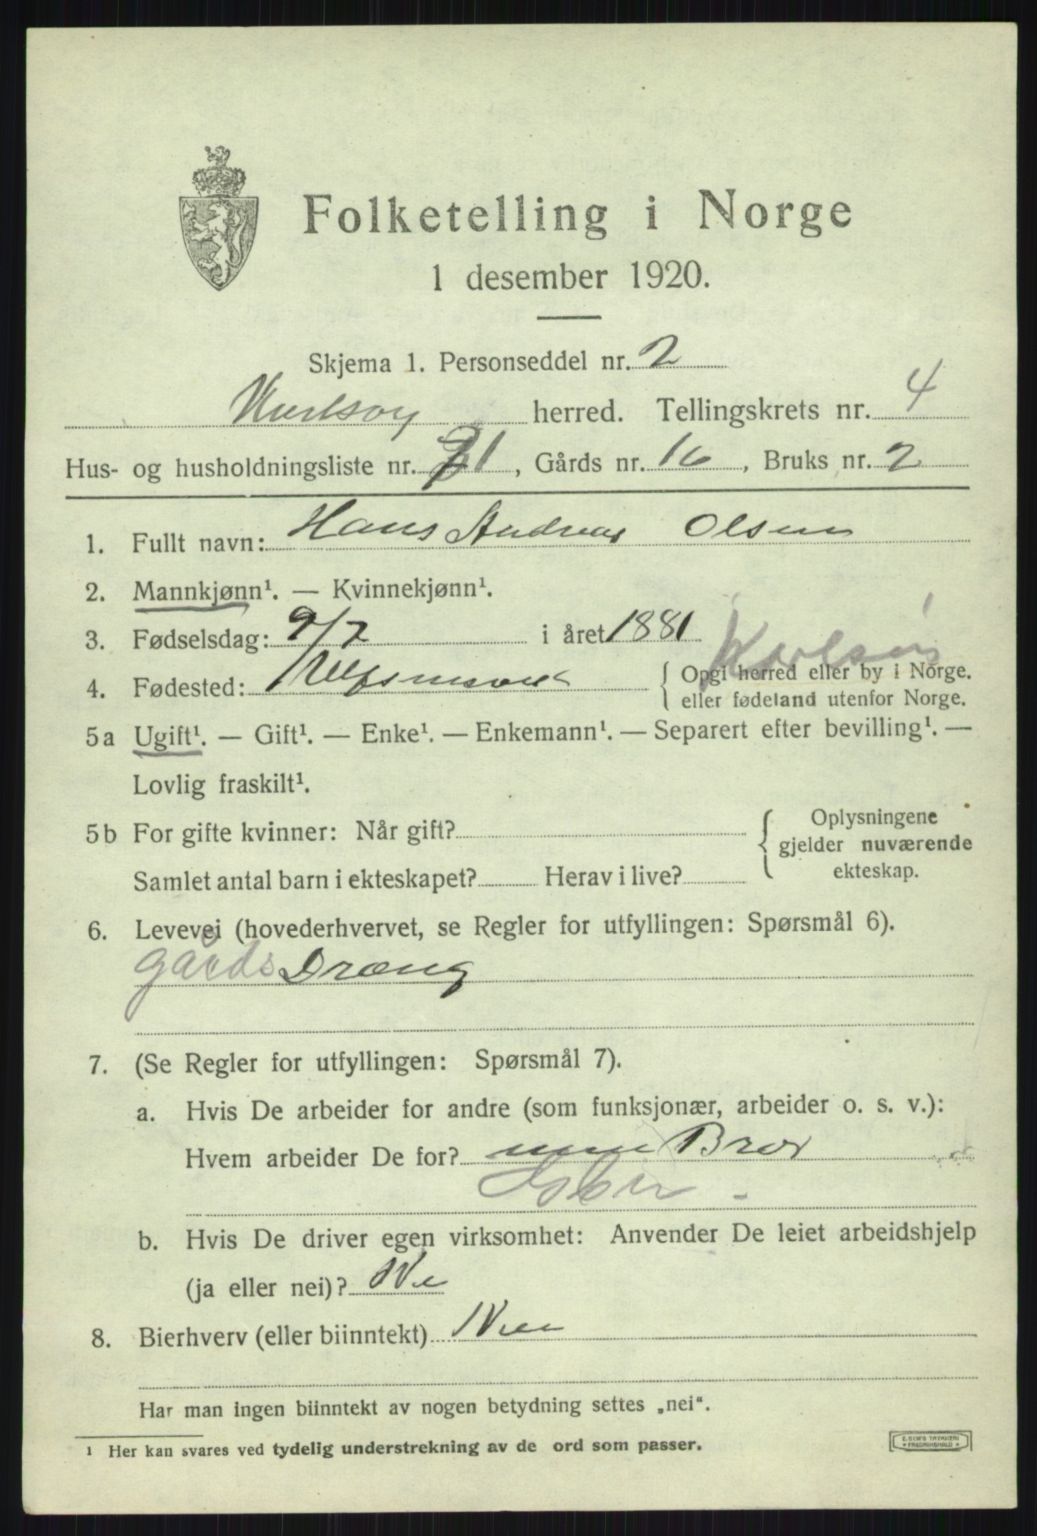 Folketelling i Norge
1 desember 1920.
Skjema 1. Personseddel nr. 2
Karlsøy herred. Tellingskrets nr. 4
Hus- og husholdningsliste nr. 21, Gårds nr. 16, Bruks nr. 2
1. Fullt navn: Hans Andreas Olsen
2. Mannkjønn¹. — Kvinnekjønn¹.
3. Fødselsdag: 9/7 i året 1881
Karlsøy
4. Fødested: { Opgi herred eller by i Norge.
eller fødeland utenfor Norge.
5a Ugift¹. — Gift¹. — Enke¹. — Enkemann¹. — Separert efter bevilling¹. —
Lovlig fraskilt¹.
5b For gifte kvinner: Når gift? { Oplysningene
gjelder nuværende
ekteskap.
Samlet antal barn i ekteskapet? Herav i live?
6. Levevei (hovederhvervet, se Regler for utfyllingen: Spørsmål 6).
gårds Dræng
7. (Se Regler for utfyllingen: Spørsmål 7).
a. Hvis De arbeider for andre (som funksjonær, arbeider o. s. v.):
Hvem arbeider De for? min Bror
b. Hvis De driver egen virksomhet: Anvender De leiet arbeidshjelp
(ja eller nei)? Nei
8. Bierhverv (eller biinntekt) Nei
Har man ingen biinntekt av nogen betydning settes „nei".
¹ Her kan svares ved tydelig understrekning av de ord som passer.